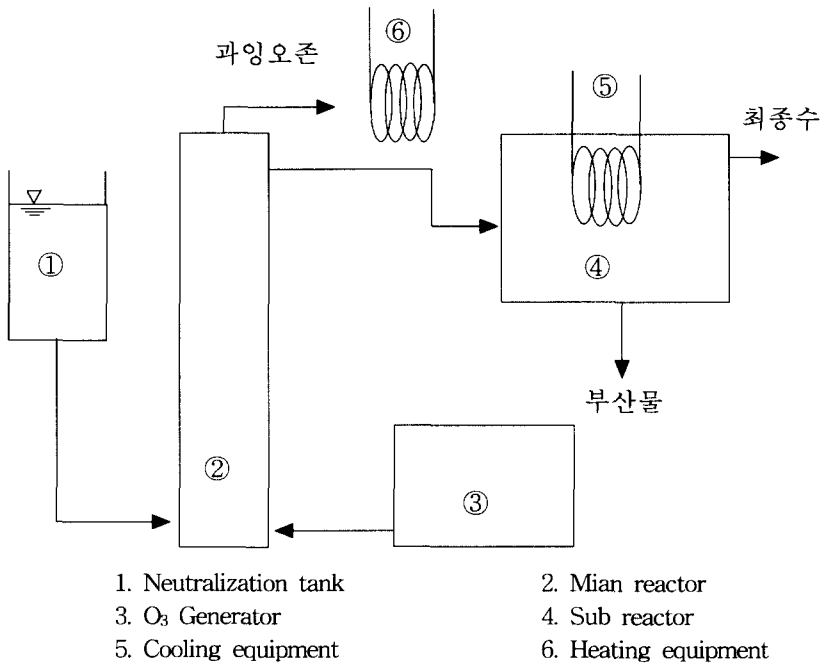 과잉오존
⑥
⑤
최종수
①
④
부산물
②
③
1. Neutralization tank
2. Mian reactor
3. O₃ Generator
4. Sub reactor
5. Cooling equipment
6. Heating equipment